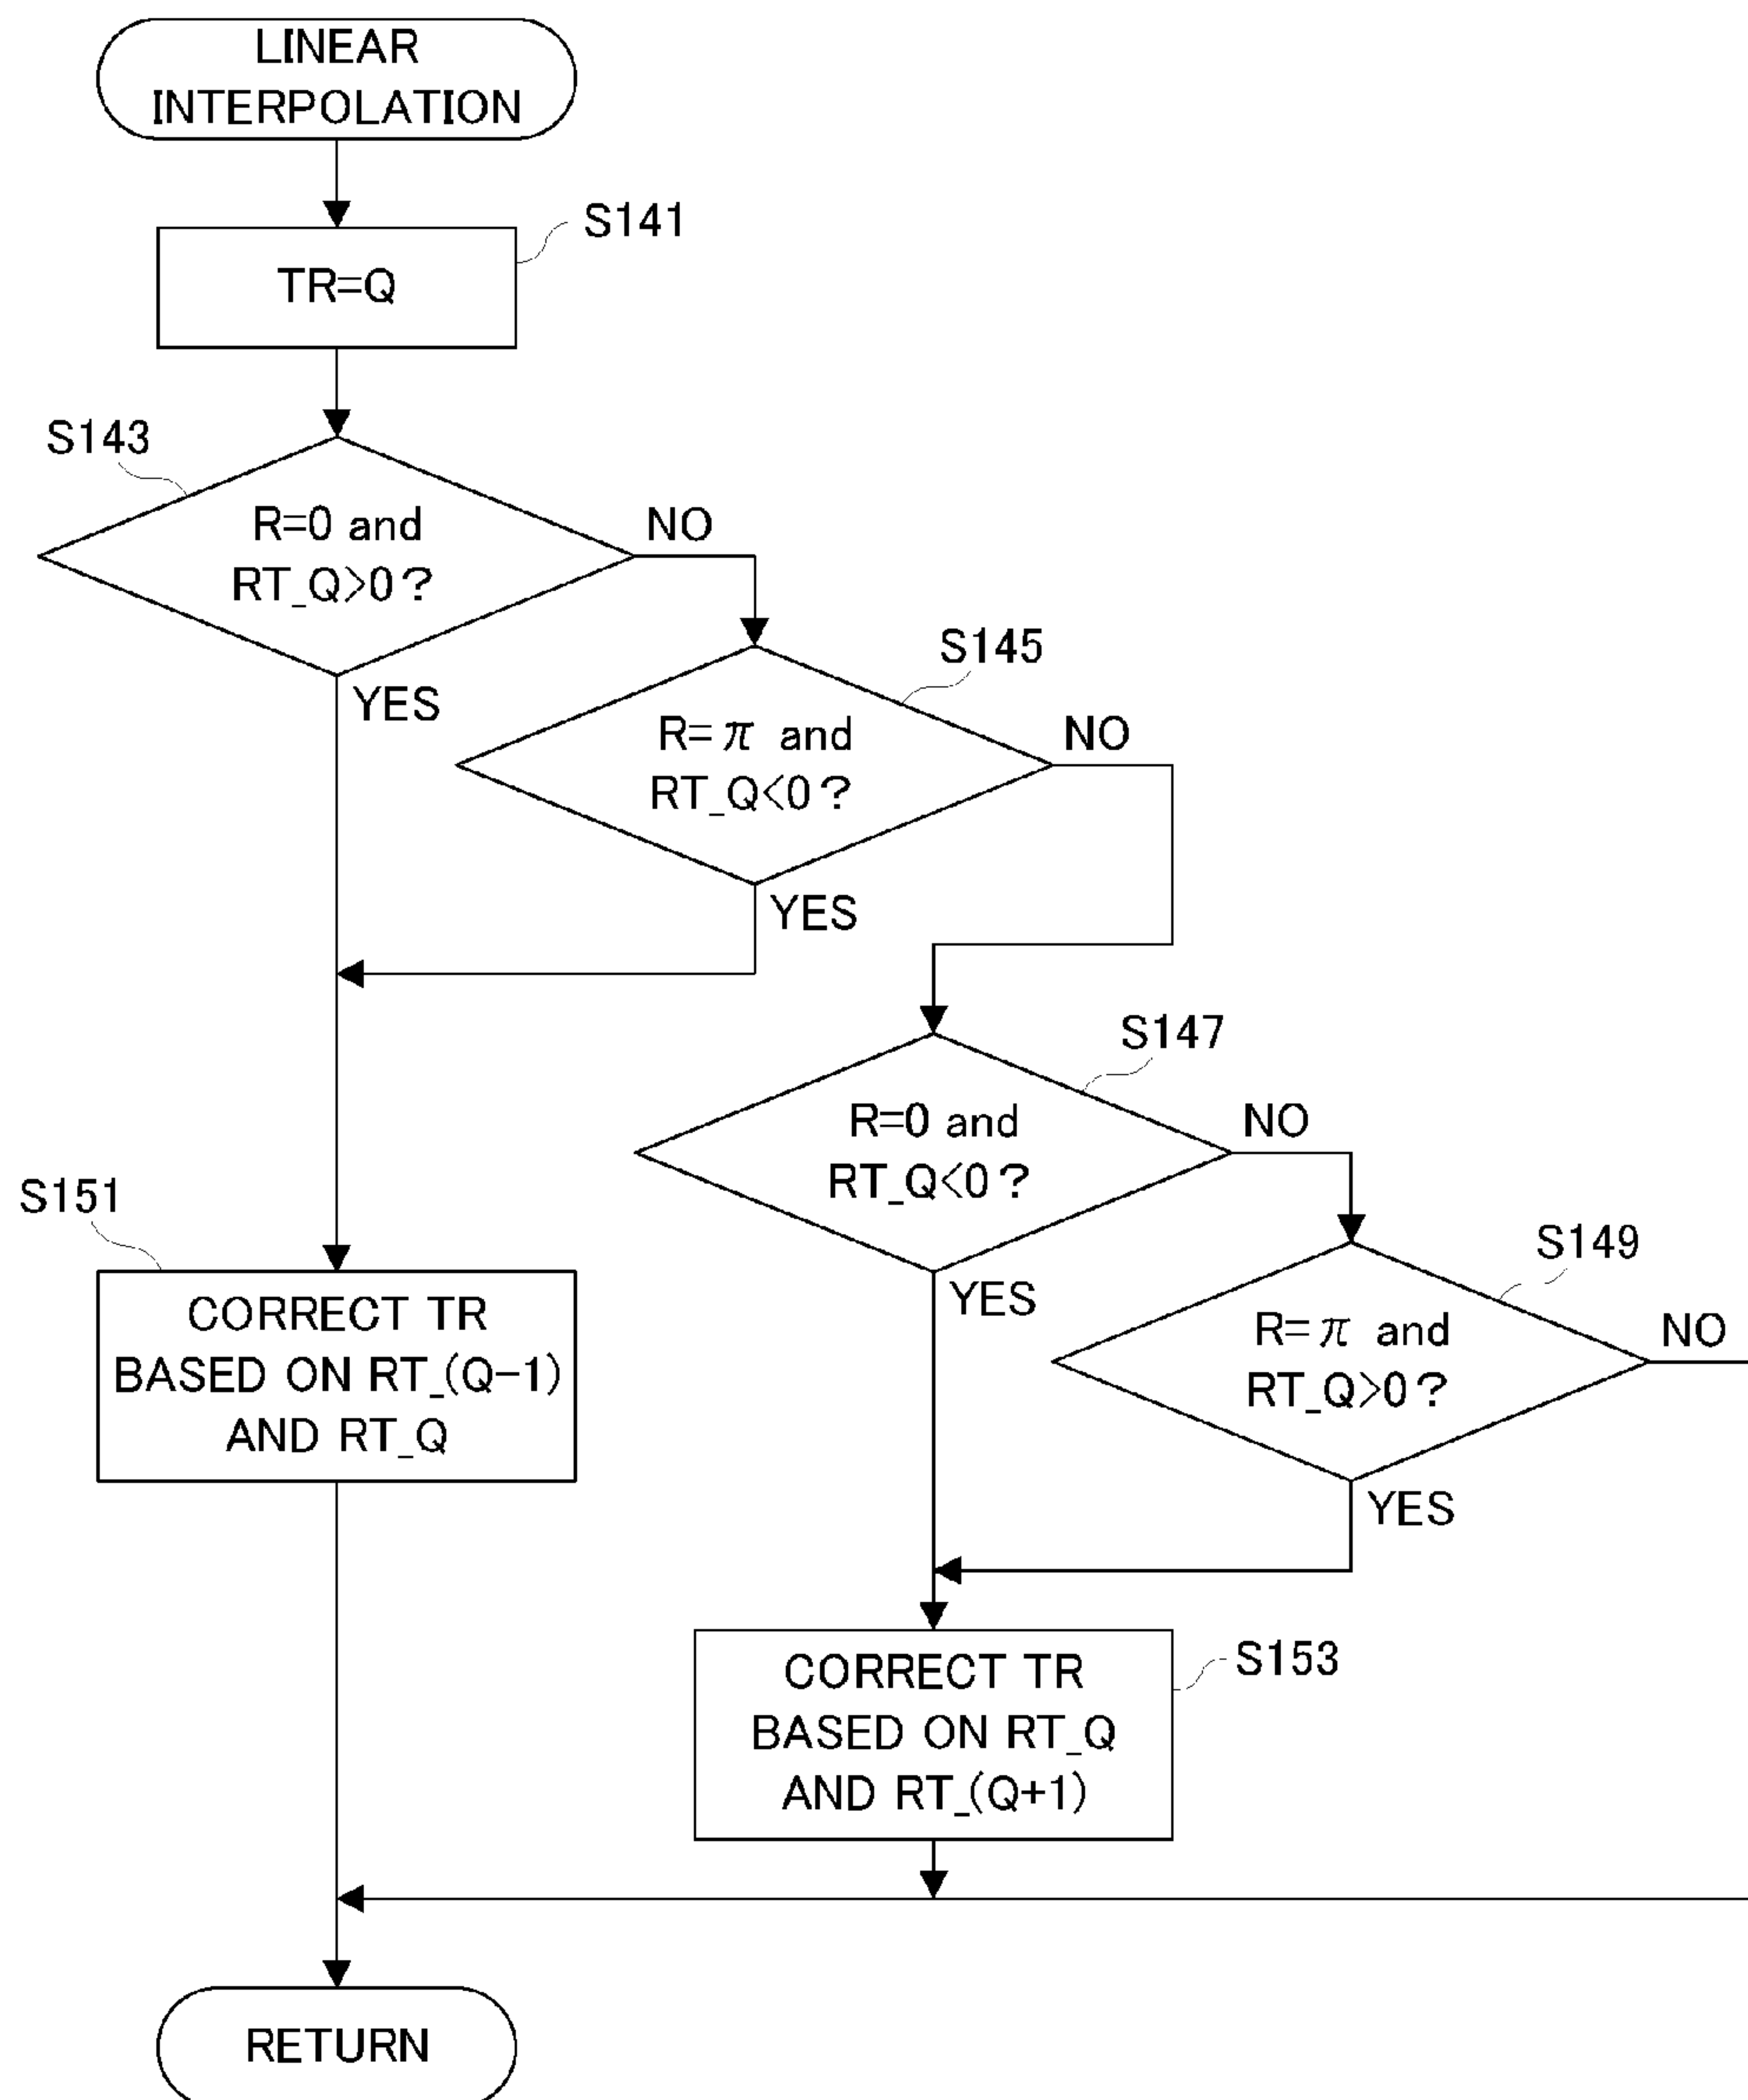 LINEAR
INTERPOLATION
S141
TR=Q
S143
R=0 and
RT_Q>0?
NO
YES
S145
R=π and
RT_Q<0?
NO
YES
S147
R=0 and
RT_Q<0?
NO
YES
S149
R=π and
RT_Q>0?
NO
YES
S151
CORRECT TR
BASED ON RT_(Q-1)
AND RT_Q
S153
CORRECT TR
BASED ON RT_Q
AND RT_(Q+1)
RETURN